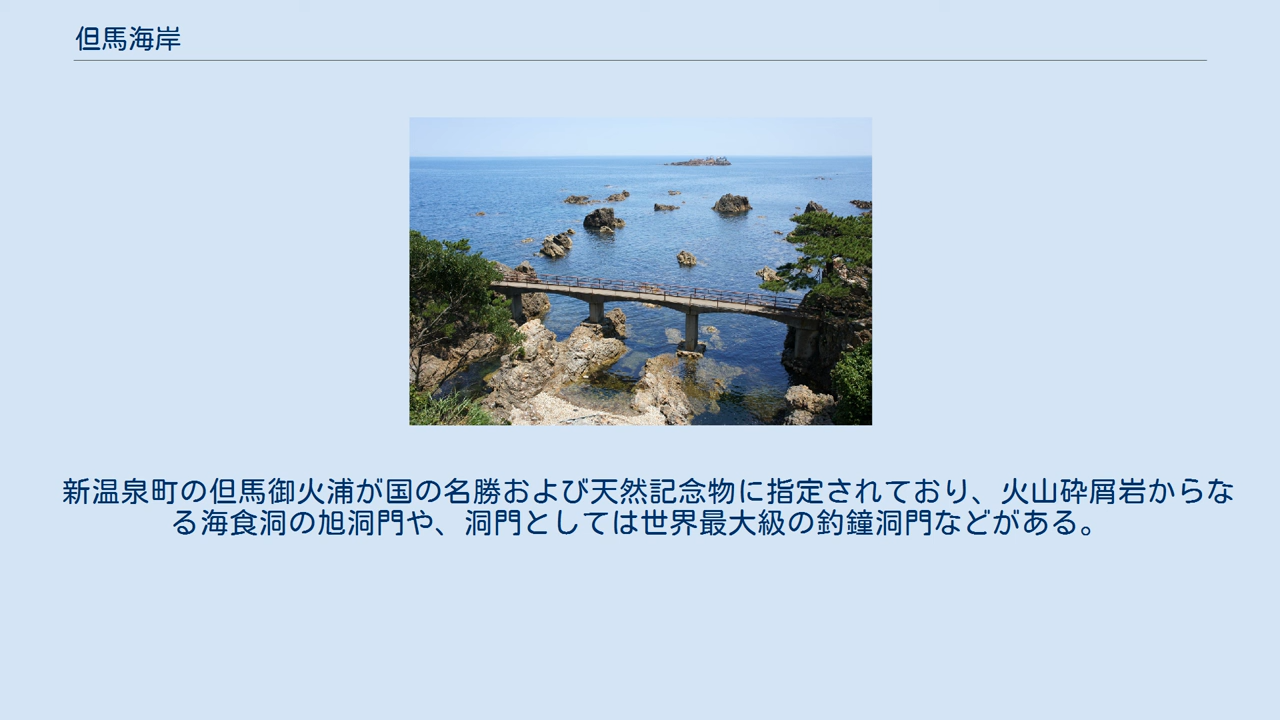 但馬海岸
新温泉町の但馬御火浦が国の名勝および天然記念物に指定されており、火山砕屑岩からな
る海食洞の旭洞門や、洞門としては世界最大級の釣鐘洞門などがある。